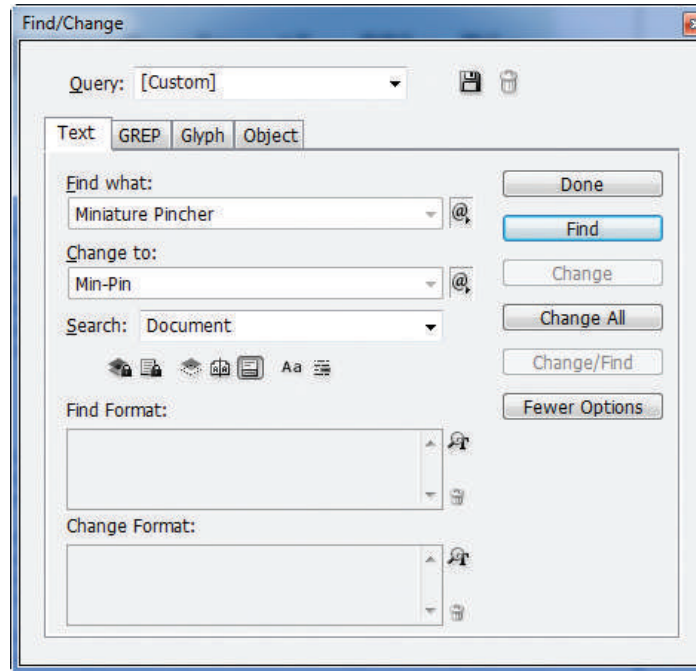 Find/Change
Query: [Custom]
Text GREP Glyph Object
Find what:
Miniature Pincher
Change to:
Min-Pin
Search: Document
Aa
Find Format:
Change Format:
Done
Find
Change
Change All
Change/Find
Fewer Options